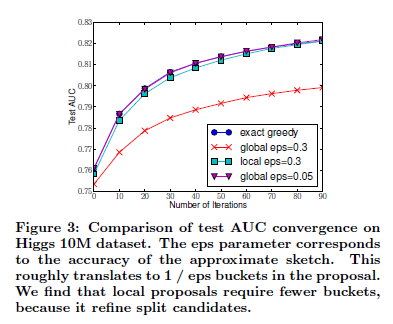 0.83
0.82
0.81
0.80
0.79
0.78
0.77
0.76
0.75
Test AUC
0 10 20 30 40 50 60 70 80 90
Number of Iterations
exact greedy
global eps=0.3
local eps=0.3
global eps=0.05
Figure 3: Comparison of test AUC convergence on
Higgs 10M dataset. The eps parameter corresponds
to the accuracy of the approximate sketch. This
roughly translates to 1 / eps buckets in the proposal.
We find that local proposals require fewer buckets,
because it refine split candidates.